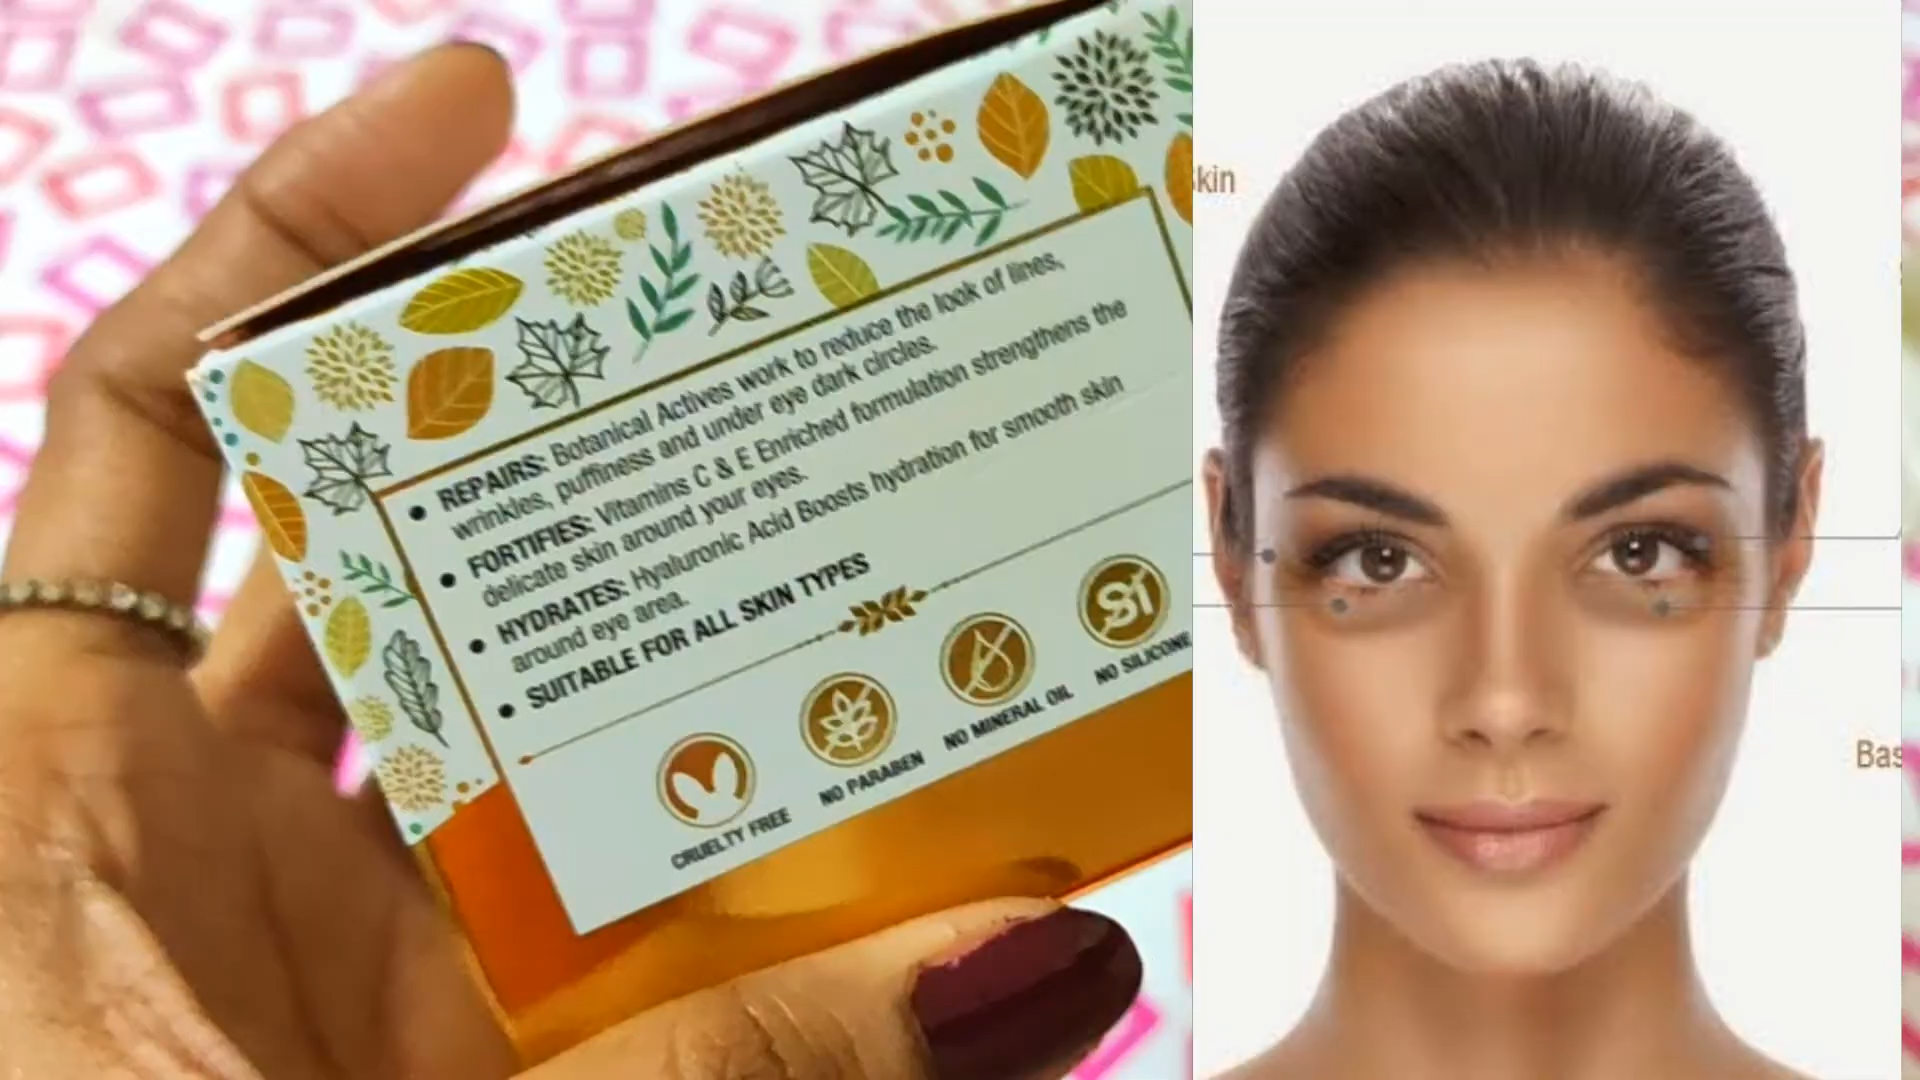 • REPAIRS: Botanical Actives work to reduce the look of lines,
wrinkles, puffiness and under eye dark circles.
• FORTIFIES: Vitamins C & E Enriched formulation strengthens the
delicate skin around your eyes.
• HYDRATES: Hyaluronic Acid Boosts hydration for smooth skin
around eye area.
• SUITABLE FOR ALL SKIN TYPES
CRUELTY FREE
NO PARABEN
NO MINERAL OIL
Si
NO SILICONE
kin
Bas